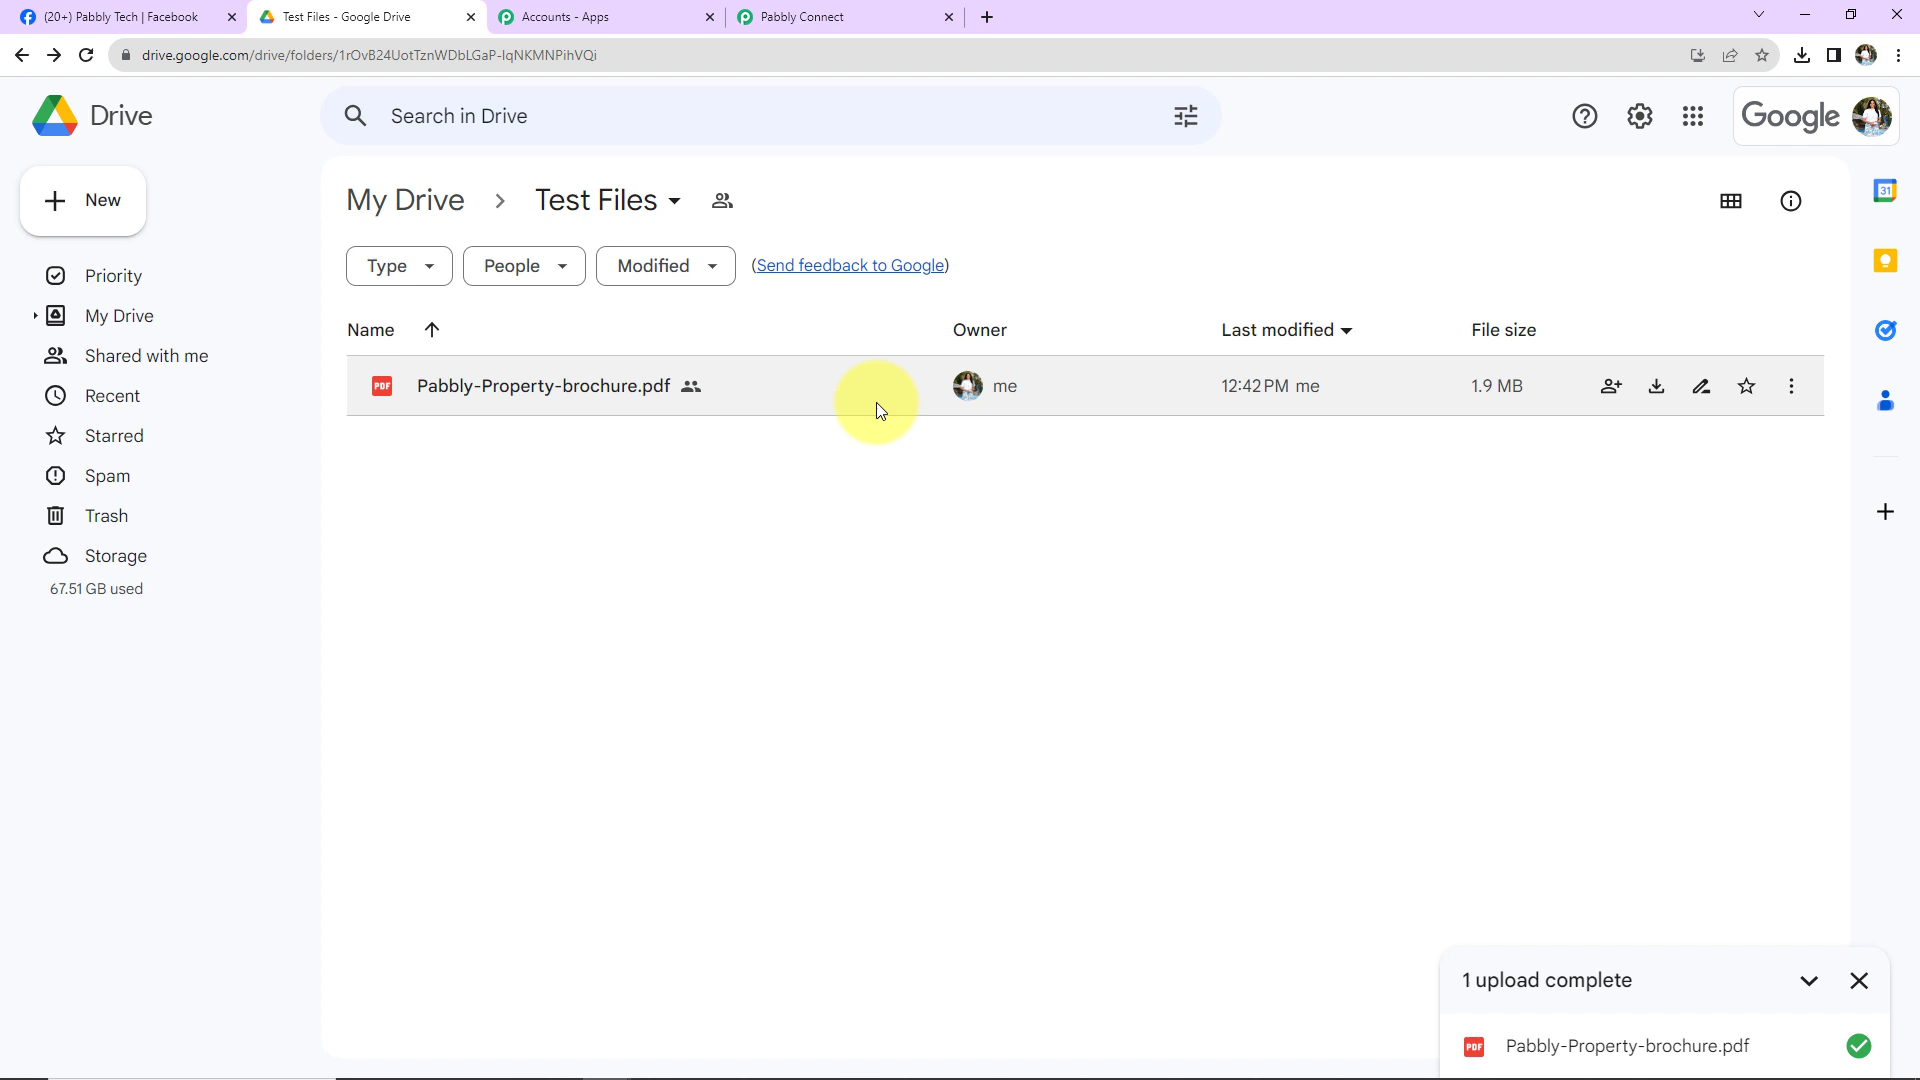 (20+) Pabbly Tech | Facebook
Test Files - Google Drive
Accounts - Apps
Pabbly Connect
drive.google.com/drive/folders/1rOvB24UotTznWDbLGaP-IqNKMNPihVQi
Drive
Search in Drive
Google
New
My Drive
Test Files
31
Type
People
Modified
(Send feedback to Google)
Priority
My Drive
Shared with me
Recent
Starred
Spam
Trash
Storage
67.51 GB used
Name
Owner
Last modified
File size
PDF
Pabbly-Property-brochure.pdf
me
12:42 PM me
1.9 MB
1 upload complete
PDF
Pabbly-Property-brochure.pdf